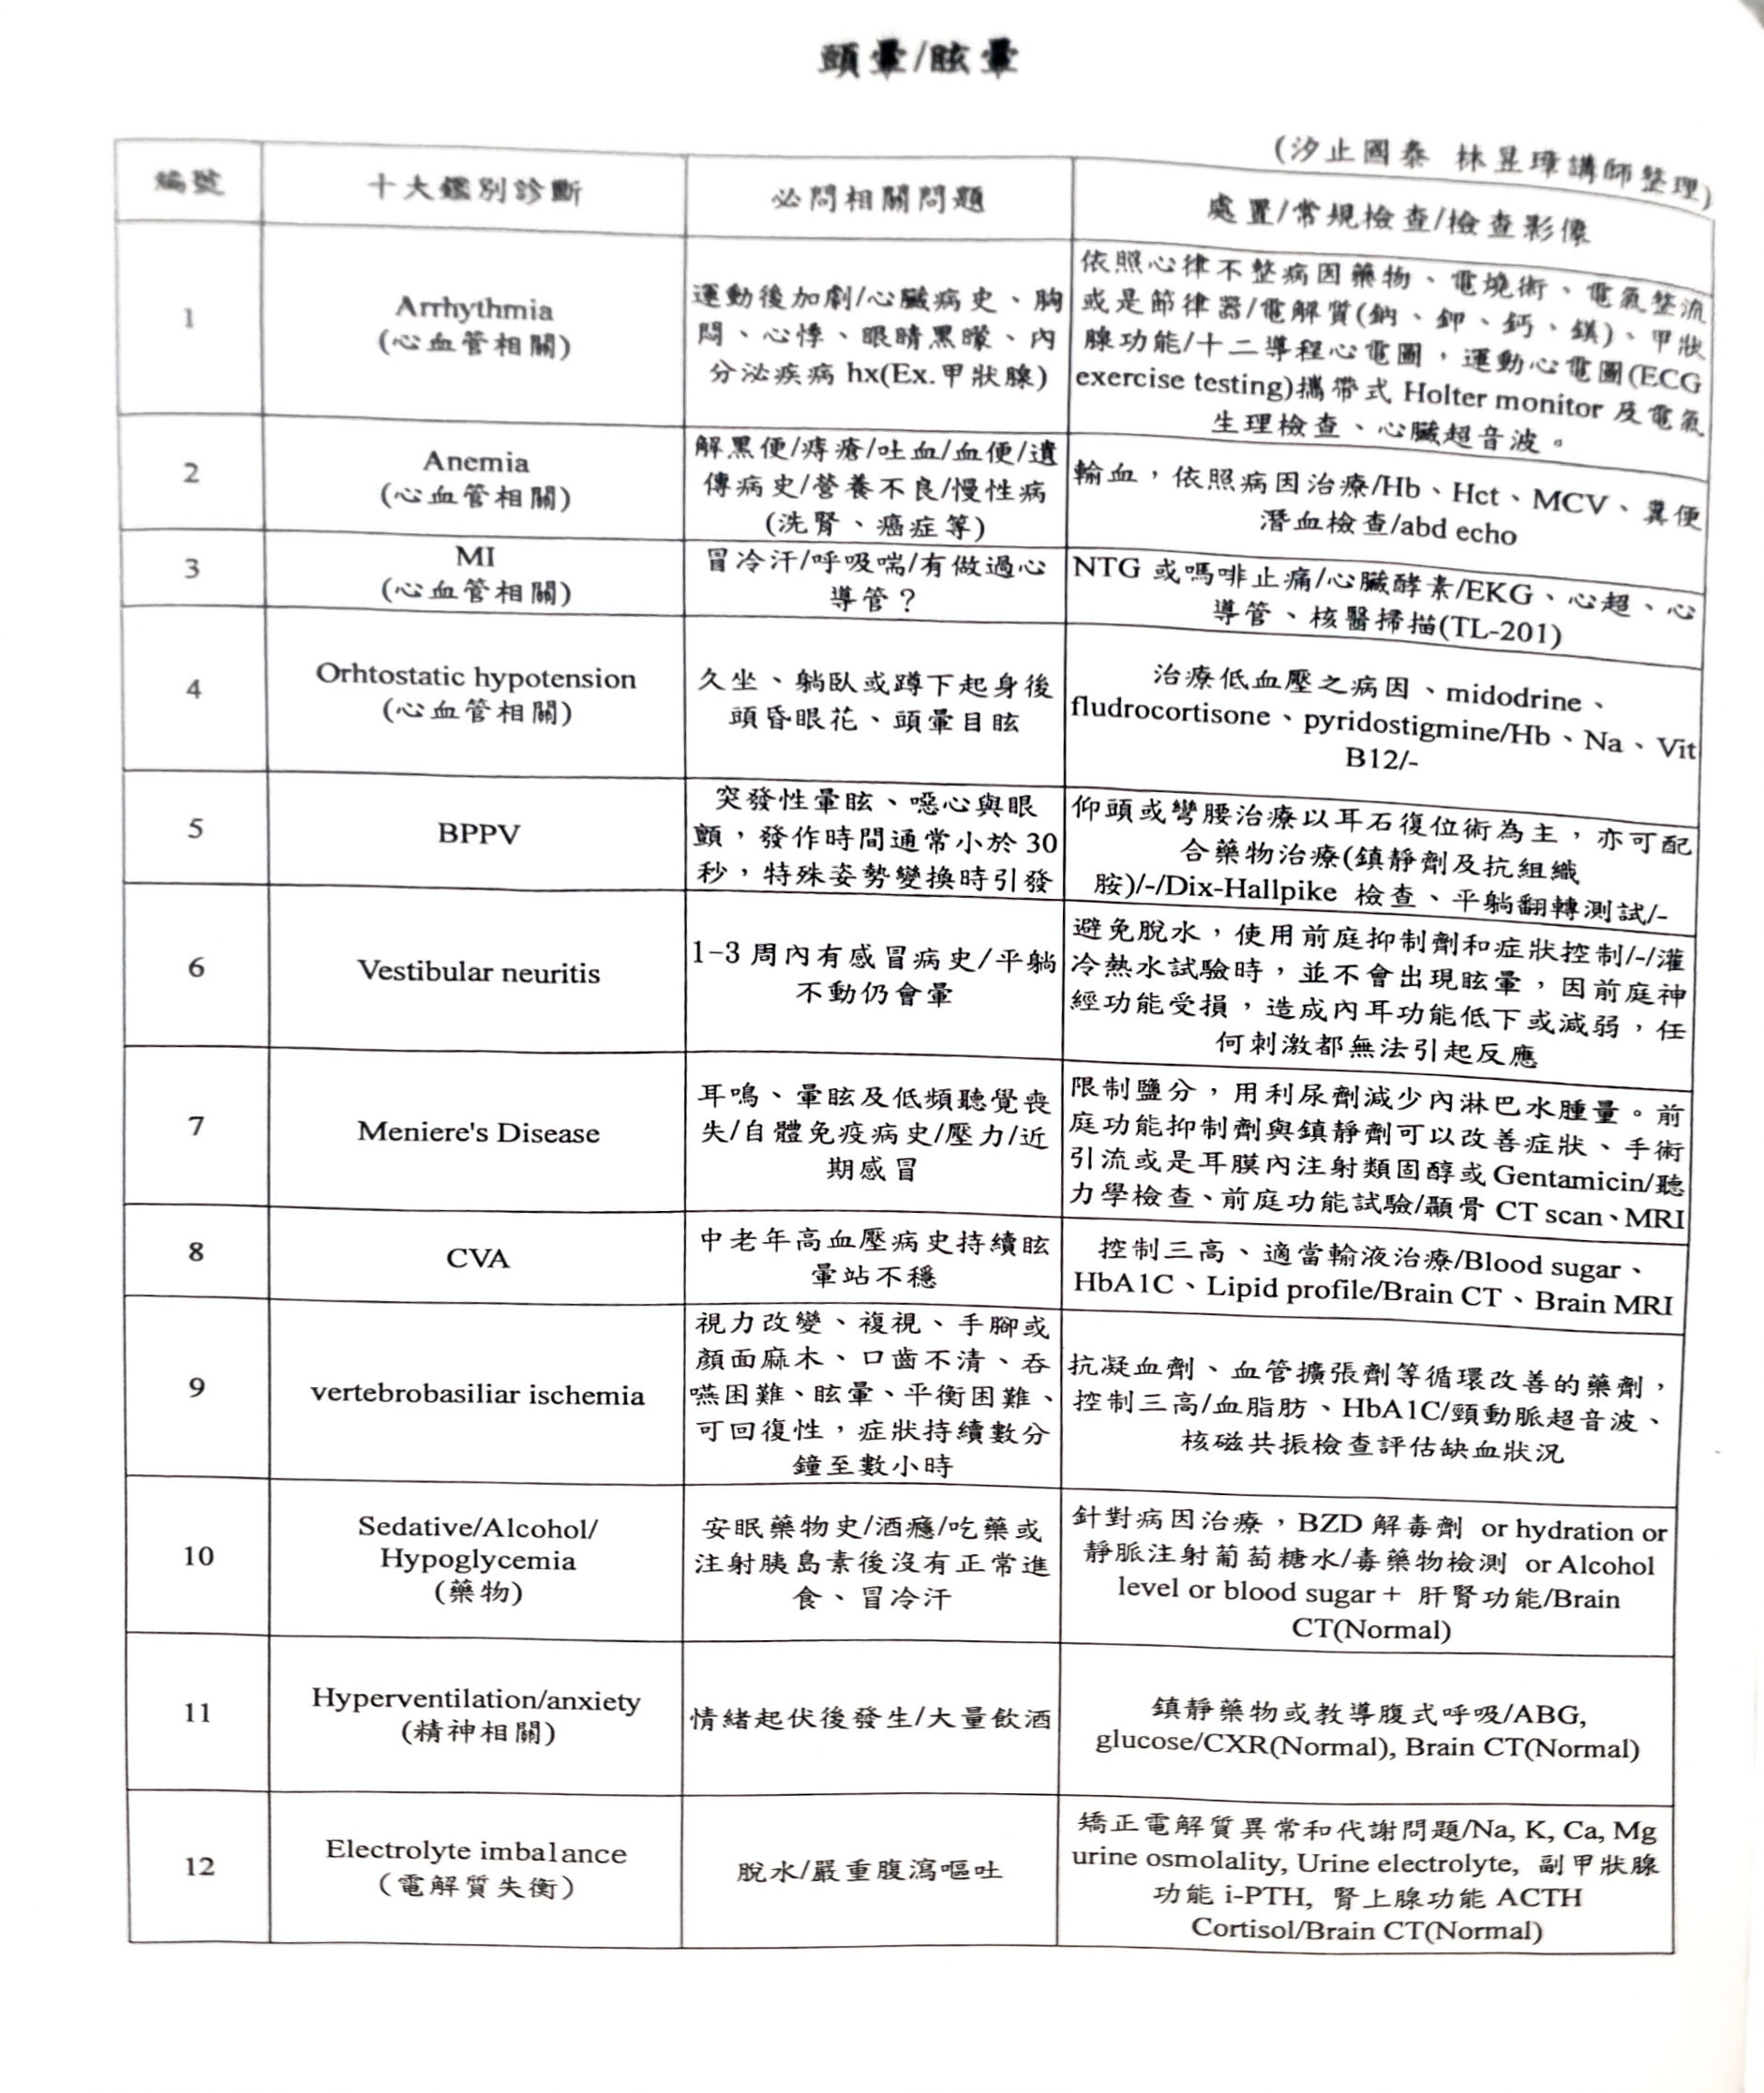 頭暈/眩暈
(汐止國泰 林昱璋講師整理)
編號
十大鑑別診斷
必問相關問題
處置/常規檢查/檢查影像
1
Arrhythmia
(心血管相關)
運動後加劇/心臟病史、胸
悶、心悸、眼睛黑矇、內
分泌疾病 hx(Ex.甲狀腺)
依照心律不整病因藥物、電燒術、電氣整流
或是節律器/電解質(鈉、鉀、鈣、鎂)、甲狀
腺功能/十二導程心電圖，運動心電圖(ECG
exercise testing)攜帶式 Holter monitor 及電氣
生理檢查、心臟超音波。
2
Anemia
(心血管相關)
解黑便/痔瘡/吐血/血便/遺
傳病史/營養不良/慢性病
(洗腎、癌症等)
輸血，依照病因治療/Hb、Hct、MCV、糞便
潛血檢查/abd echo
3
MI
(心血管相關)
冒冷汗/呼吸喘/有做過心
導管？
NTG 或嗎啡止痛/心臟酵素/EKG、心超、心
導管、核醫掃描(TL-201)
4
Orhtostatic hypotension
(心血管相關)
久坐、躺臥或蹲下起身後
頭昏眼花、頭暈目眩
治療低血壓之病因、midodrine、
fludrocortisone、pyridostigmine/Hb、Na、Vit
B12/-
5
BPPV
突發性暈眩、噁心與眼
顫，發作時間通常小於 30
秒，特殊姿勢變換時引發
仰頭或彎腰治療以耳石復位術為主，亦可配
合藥物治療(鎮靜劑及抗組織
胺)/-/Dix-Hallpike 檢查、平躺翻轉測試/-
6
Vestibular neuritis
1-3 周內有感冒病史/平躺
不動仍會暈
避免脫水，使用前庭抑制劑和症狀控制/-/灌
冷熱水試驗時，並不會出現眩暈，因前庭神
經功能受損，造成內耳功能低下或減弱，任
何刺激都無法引起反應
7
Meniere's Disease
耳鳴、暈眩及低頻聽覺喪
失/自體免疫病史/壓力/近
期感冒
限制鹽分，用利尿劑減少內淋巴水腫量。前
庭功能抑制劑與鎮靜劑可以改善症狀、手術
引流或是耳膜內注射類固醇或 Gentamicin/聽
力學檢查、前庭功能試驗/顳骨 CT scan、MRI
8
CVA
中老年高血壓病史持續眩
暈站不穩
控制三高、適當輸液治療/Blood sugar、
HbA1C、Lipid profile/Brain CT、Brain MRI
9
vertebrobasiliar ischemia
視力改變、複視、手腳或
顏面麻木、口齒不清、吞
嚥困難、眩暈、平衡困難、
可回復性，症狀持續數分
鐘至數小時
抗凝血劑、血管擴張劑等循環改善的藥劑，
控制三高/血脂肪、HbA1C/頸動脈超音波、
核磁共振檢查評估缺血狀況
10
Sedative/Alcohol/
Hypoglycemia
(藥物)
安眠藥物史/酒癮/吃藥或
注射胰島素後沒有正常進
食、冒冷汗
針對病因治療，BZD 解毒劑 or hydration or
靜脈注射葡萄糖水/毒藥物檢測 or Alcohol
level or blood sugar + 肝腎功能/Brain
CT(Normal)
11
Hyperventilation/anxiety
(精神相關)
情緒起伏後發生/大量飲酒
鎮靜藥物或教導腹式呼吸/ABG,
glucose/CXR(Normal), Brain CT(Normal)
12
Electrolyte imbalance
(電解質失衡)
脫水/嚴重腹瀉嘔吐
矯正電解質異常和代謝問題/Na, K, Ca, Mg
urine osmolality, Urine electrolyte, 副甲狀腺
功能 i-PTH, 腎上腺功能 ACTH
Cortisol/Brain CT(Normal)